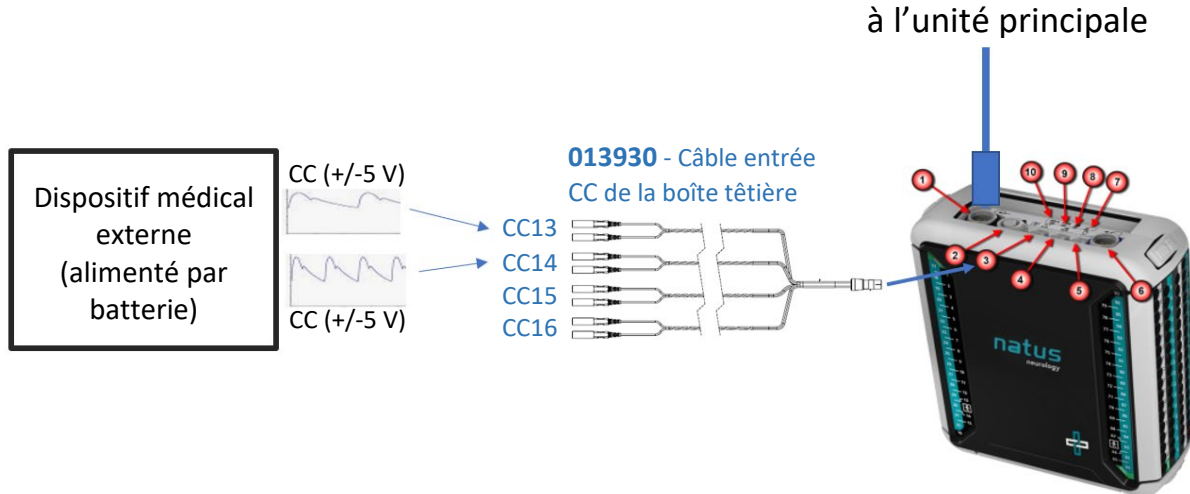 à l’unité principale
013930 - Câble entrée
CC de la boîte têtière
Dispositif médical
externe
(alimenté par
batterie)
CC (+/-5 V)
CC (+/-5 V)
CC13
CC14
CC15
CC16
1
10
9
8
7
2
3
4
5
6
natus
neurology